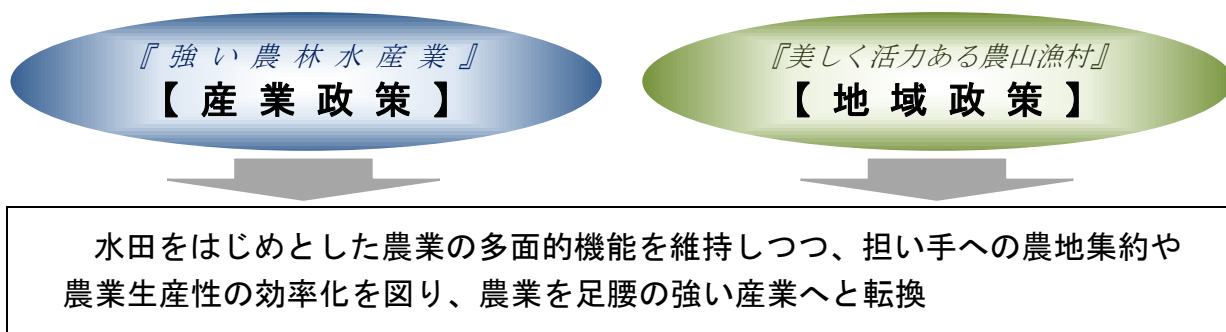 『強い農林水産業』
【産業政策】
『美しく活力ある農山漁村』
【地域政策】
水田をはじめとした農業の多面的機能を維持しつつ、担い手への農地集約や
農業生産性の効率化を図り、農業を足腰の強い産業へと転換